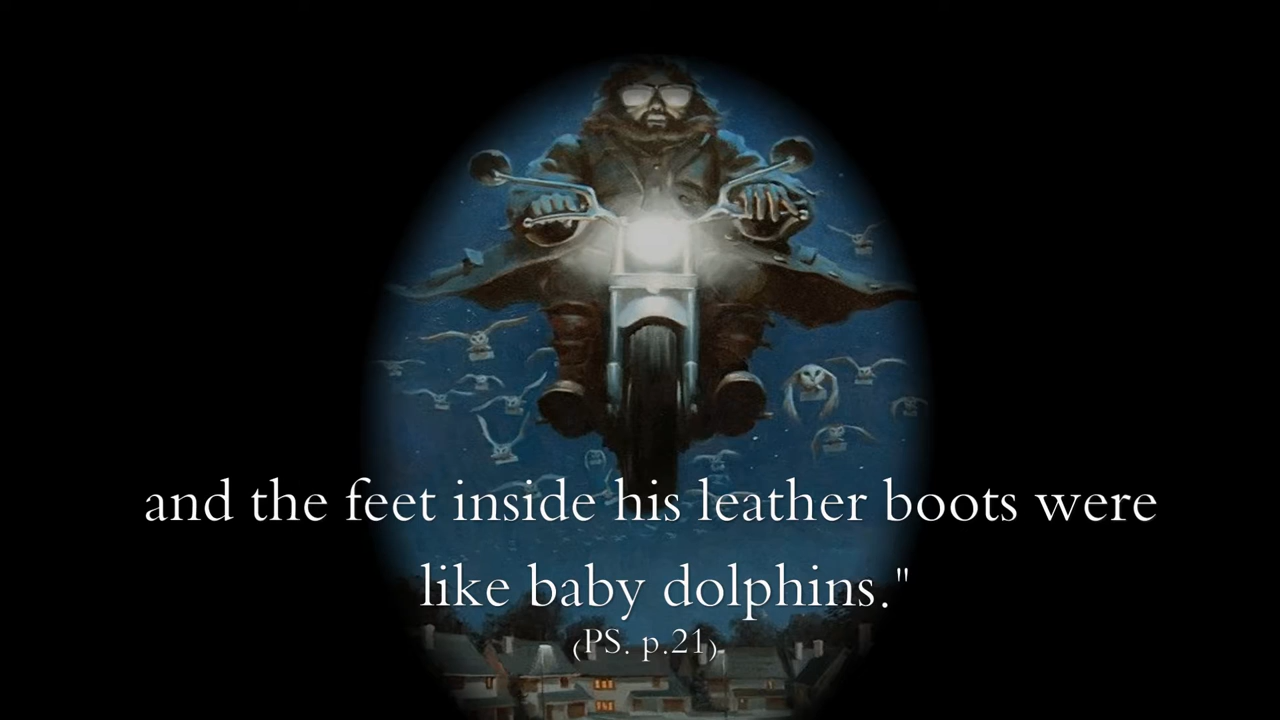 and the feet inside his leather boots were
like baby dolphins."
(PS. p.21)